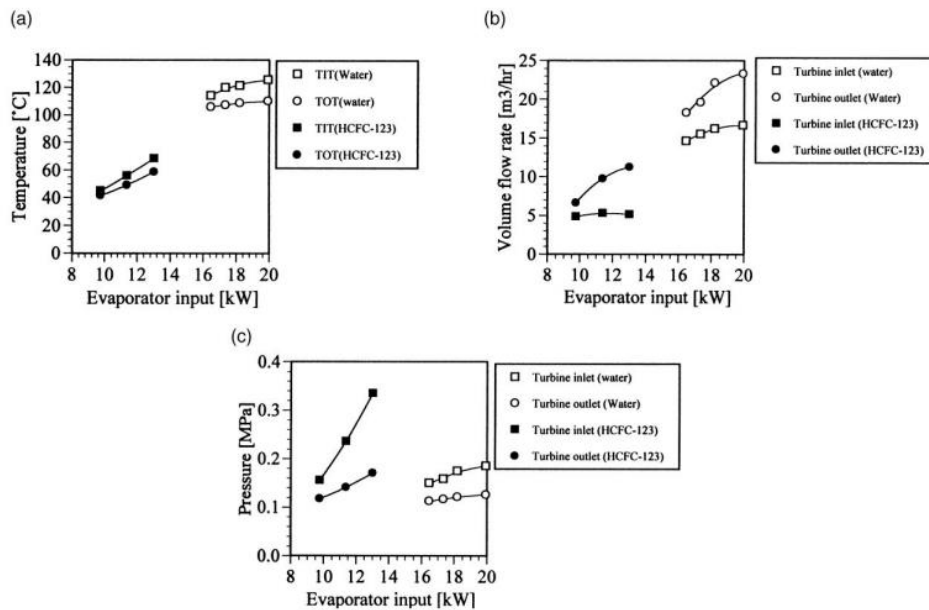 (a)
140
120
100
80
60
40
20
0
Temperature [°C]
8 10 12 14 16 18 20
Evaporator input [kW]
TIT(Water)
TOT(water)
TIT(HCFC-123)
TOT(HCFC-123)
(b)
25
20
15
10
5
0
Volume flow rate [m3/hr]
8 10 12 14 16 18 20
Evaporator input [kW]
Turbine inlet (water)
Turbine outlet (Water)
Turbine inlet (HCFC-123)
Turbine outlet (HCFC-123)
(c)
0.4
0.3
0.2
0.1
0.0
Pressure [MPa]
8 10 12 14 16 18 20
Evaporator input [kW]
Turbine inlet (water)
Turbine outlet (Water)
Turbine inlet (HCFC-123)
Turbine outlet (HCFC-123)